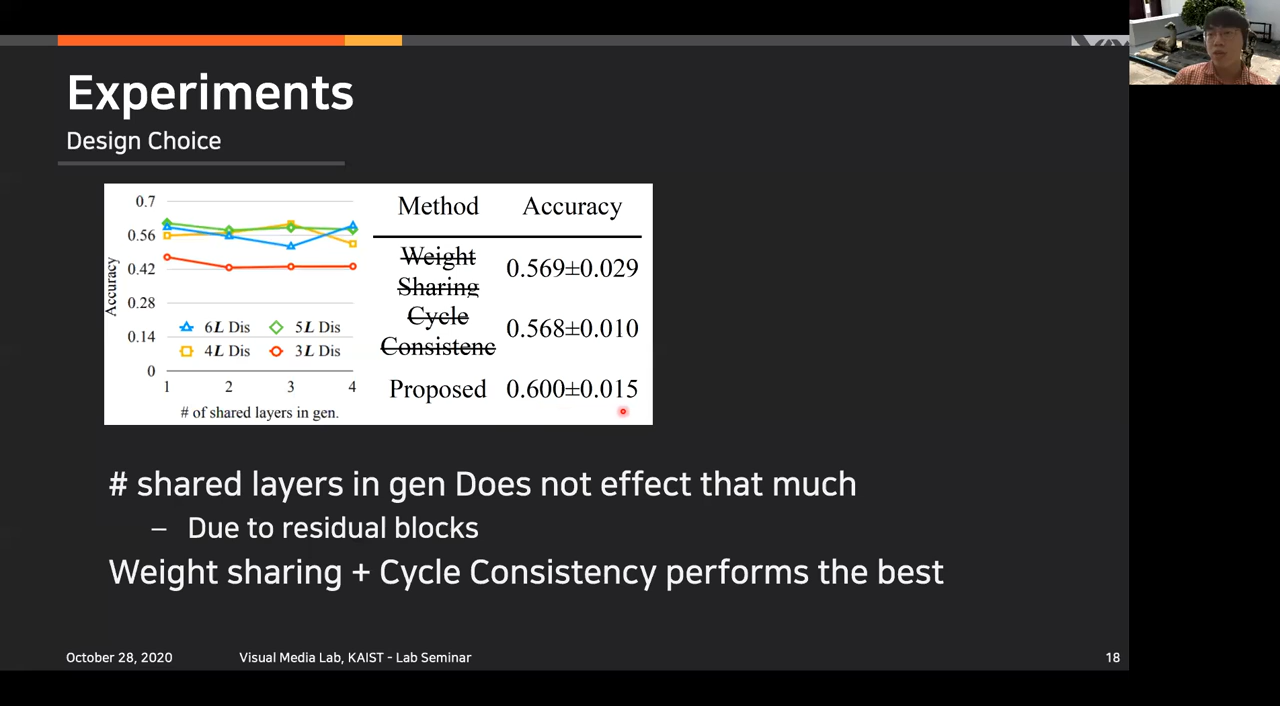 Experiments
Design Choice
0.7
0.56
0.42
0.28
0.14
0
Accuracy
6L Dis
5L Dis
4L Dis
3L Dis
1 2 3 4
# of shared layers in gen.
Method Accuracy
Weight
Sharing
0.569±0.029
Cycle
Consistenc
0.568±0.010
Proposed 0.600±0.015
# shared layers in gen Does not effect that much
– Due to residual blocks
Weight sharing + Cycle Consistency performs the best
October 28, 2020
Visual Media Lab, KAIST - Lab Seminar
18